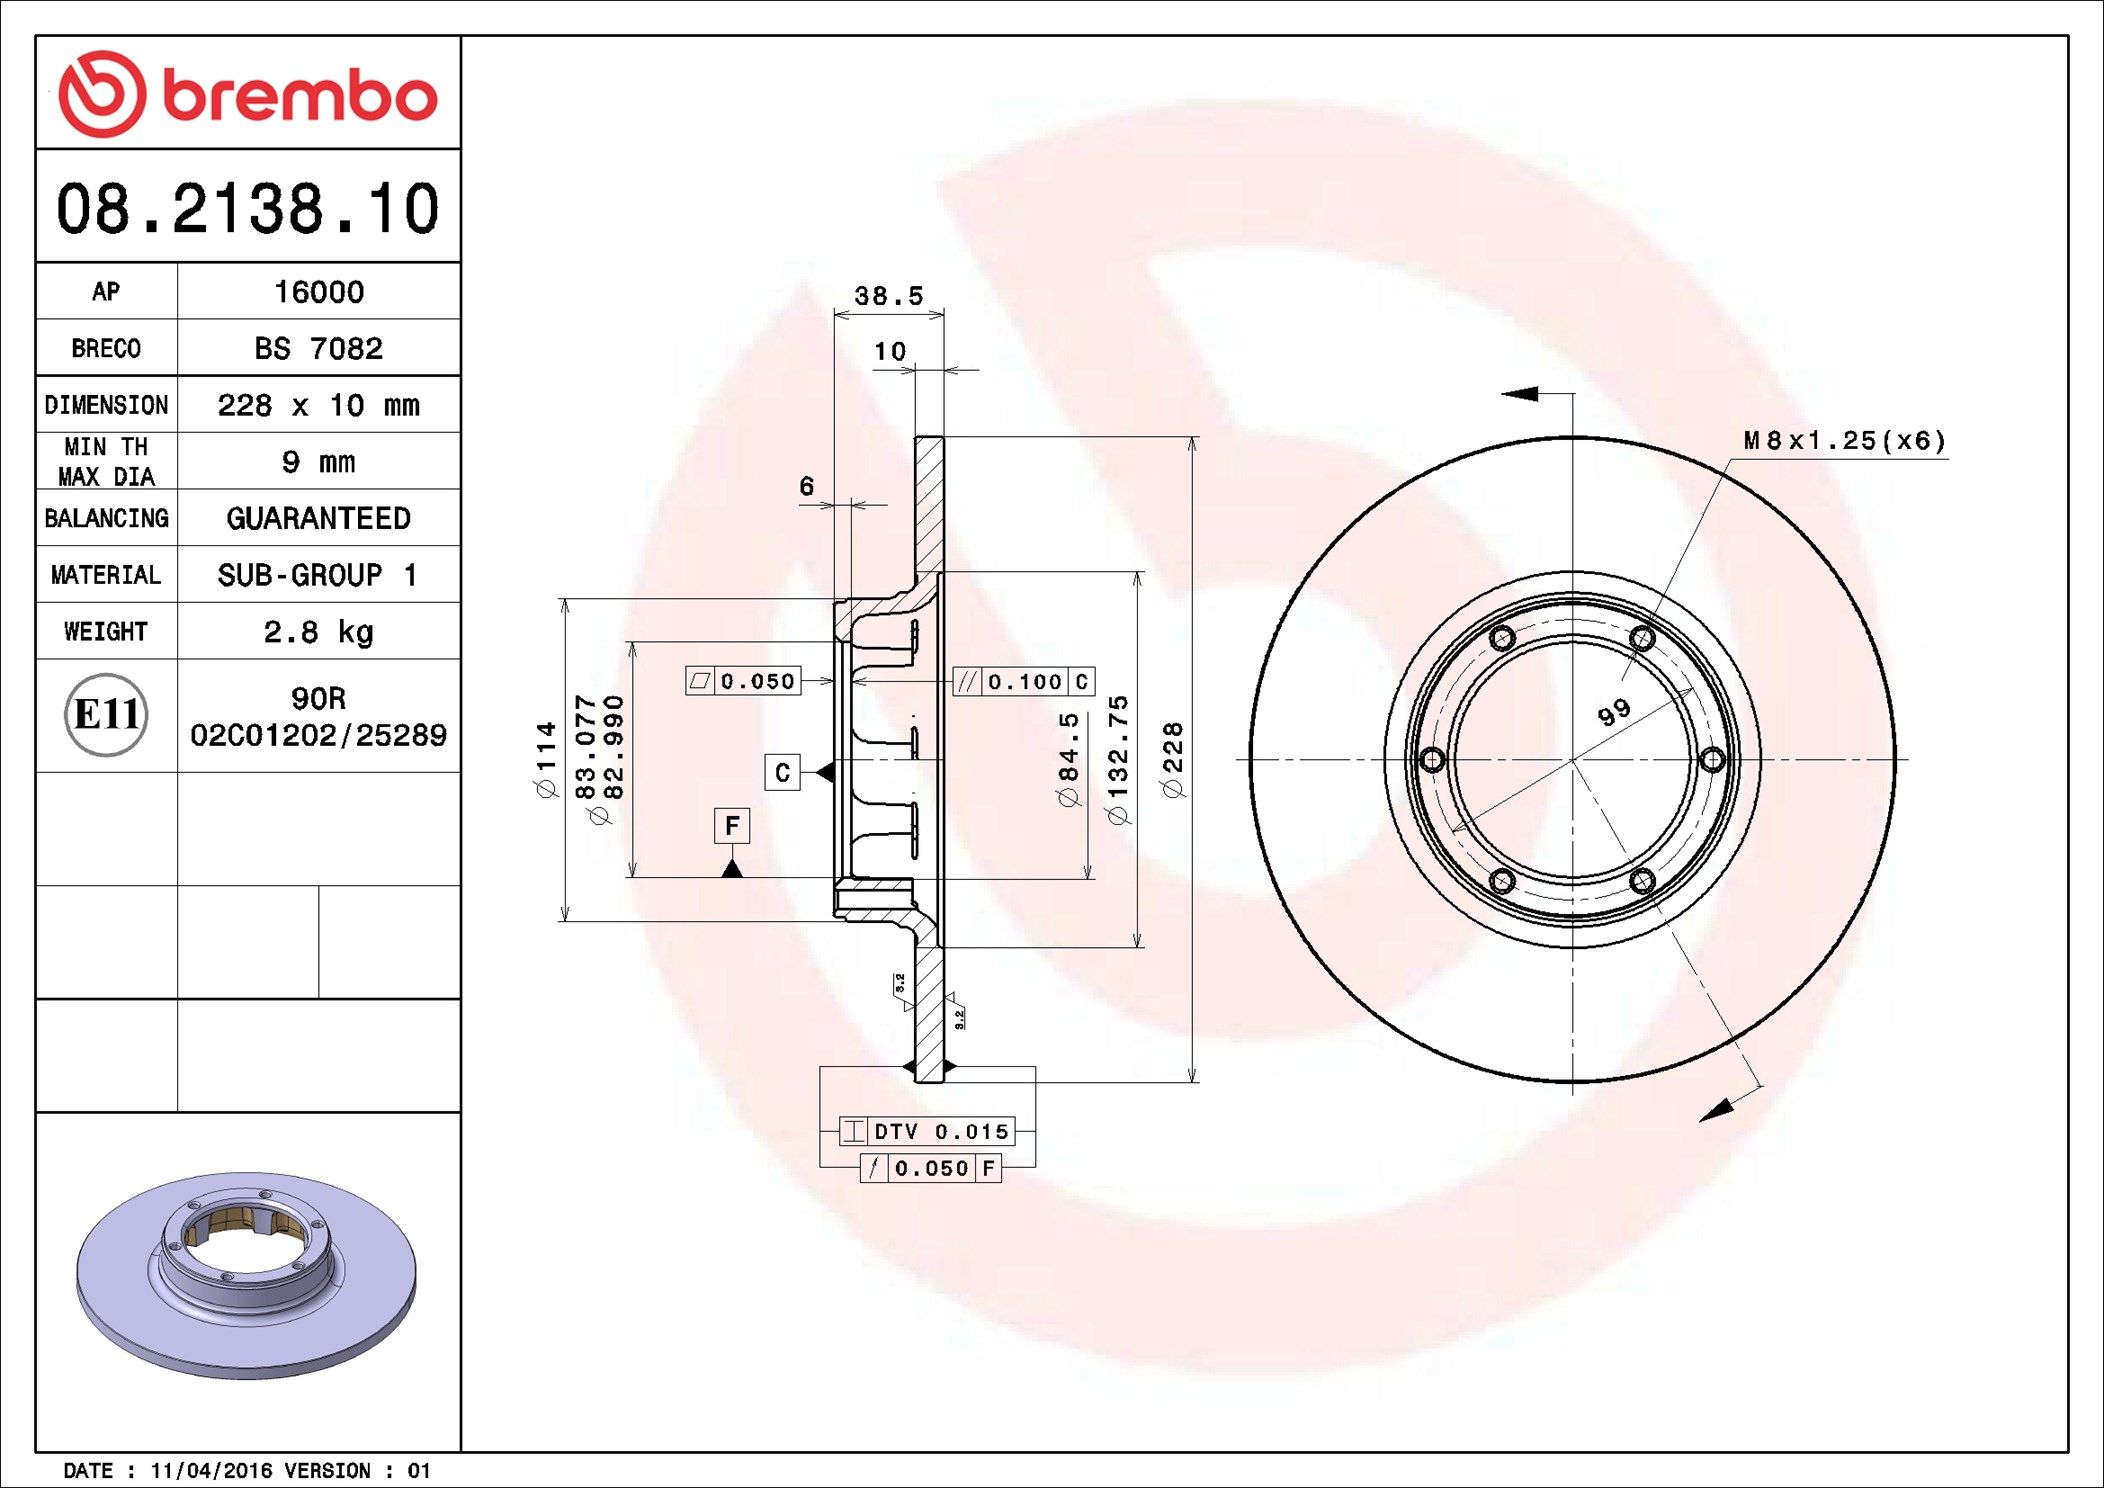 brembo
08.2138.10
AP 16000
BRECO BS 7082
DIMENSION 228 x 10 mm
MIN TH
MAX DIA
9 mm
BALANCING GUARANTEED
MATERIAL SUB-GROUP 1
WEIGHT 2.8 kg
E11
90R
02C01202/25289
38.5
10
6
M8x1.25(x6)
99
0.050
// 0.100 C
Ø114
Ø83.077
82.990
Ø84.5
Ø132.75
Ø228
C
F
3.2
3.2
DTV 0.015
0.050 F
DATE : 11/04/2016 VERSION : 01